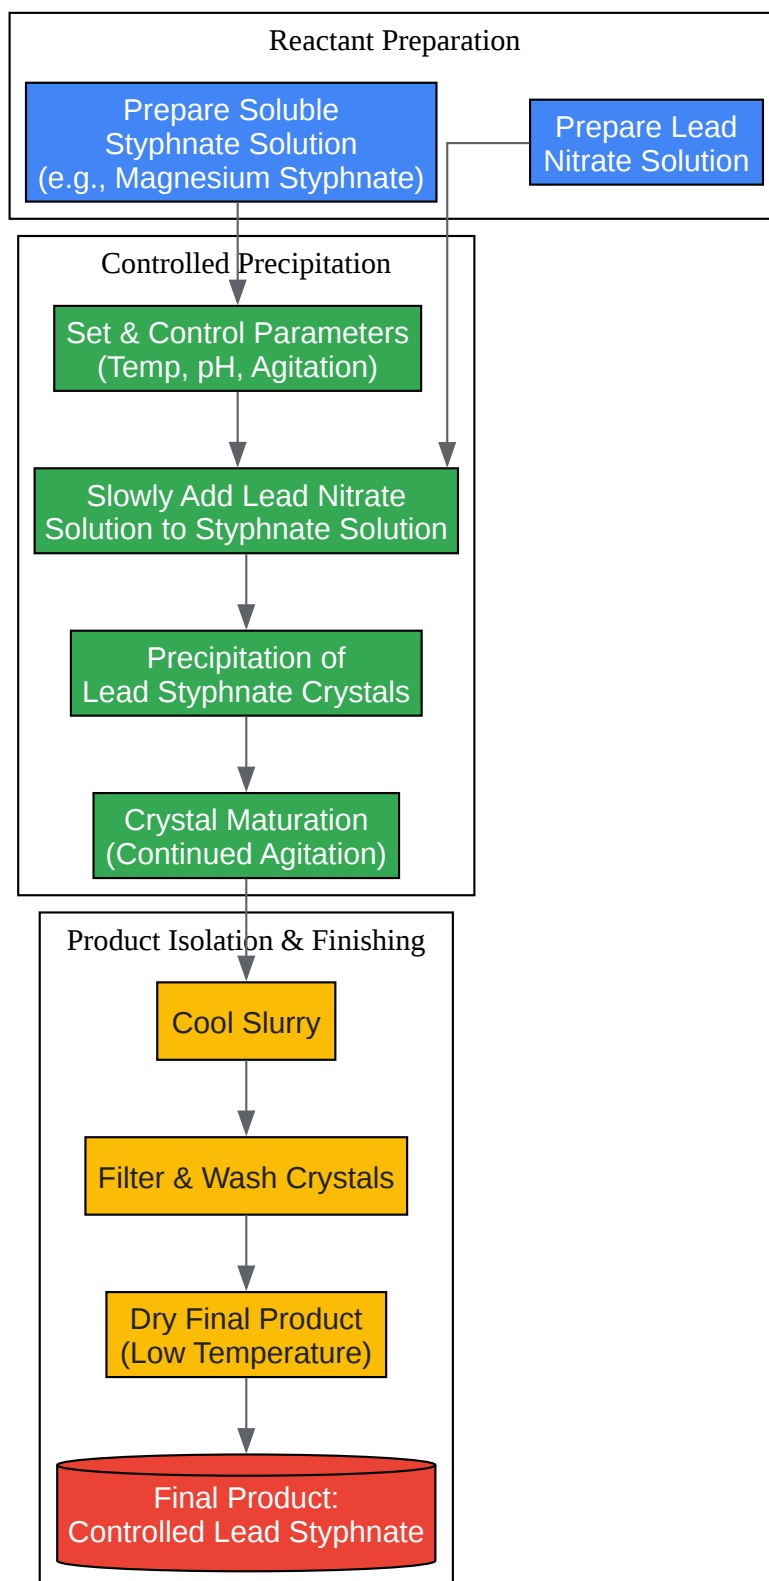 Reactant Preparation
Prepare Soluble
Styphnate Solution
(e.g., Magnesium Styphnate)
Prepare Lead
Nitrate Solution
Controlled Precipitation
Set & Control Parameters
(Temp, pH, Agitation)
Slowly Add Lead Nitrate
Solution to Styphnate Solution
Precipitation of
Lead Styphnate Crystals
Crystal Maturation
(Continued Agitation)
Product Isolation & Finishing
Cool Slurry
Filter & Wash Crystals
Dry Final Product
(Low Temperature)
Final Product:
Controlled Lead Styphnate